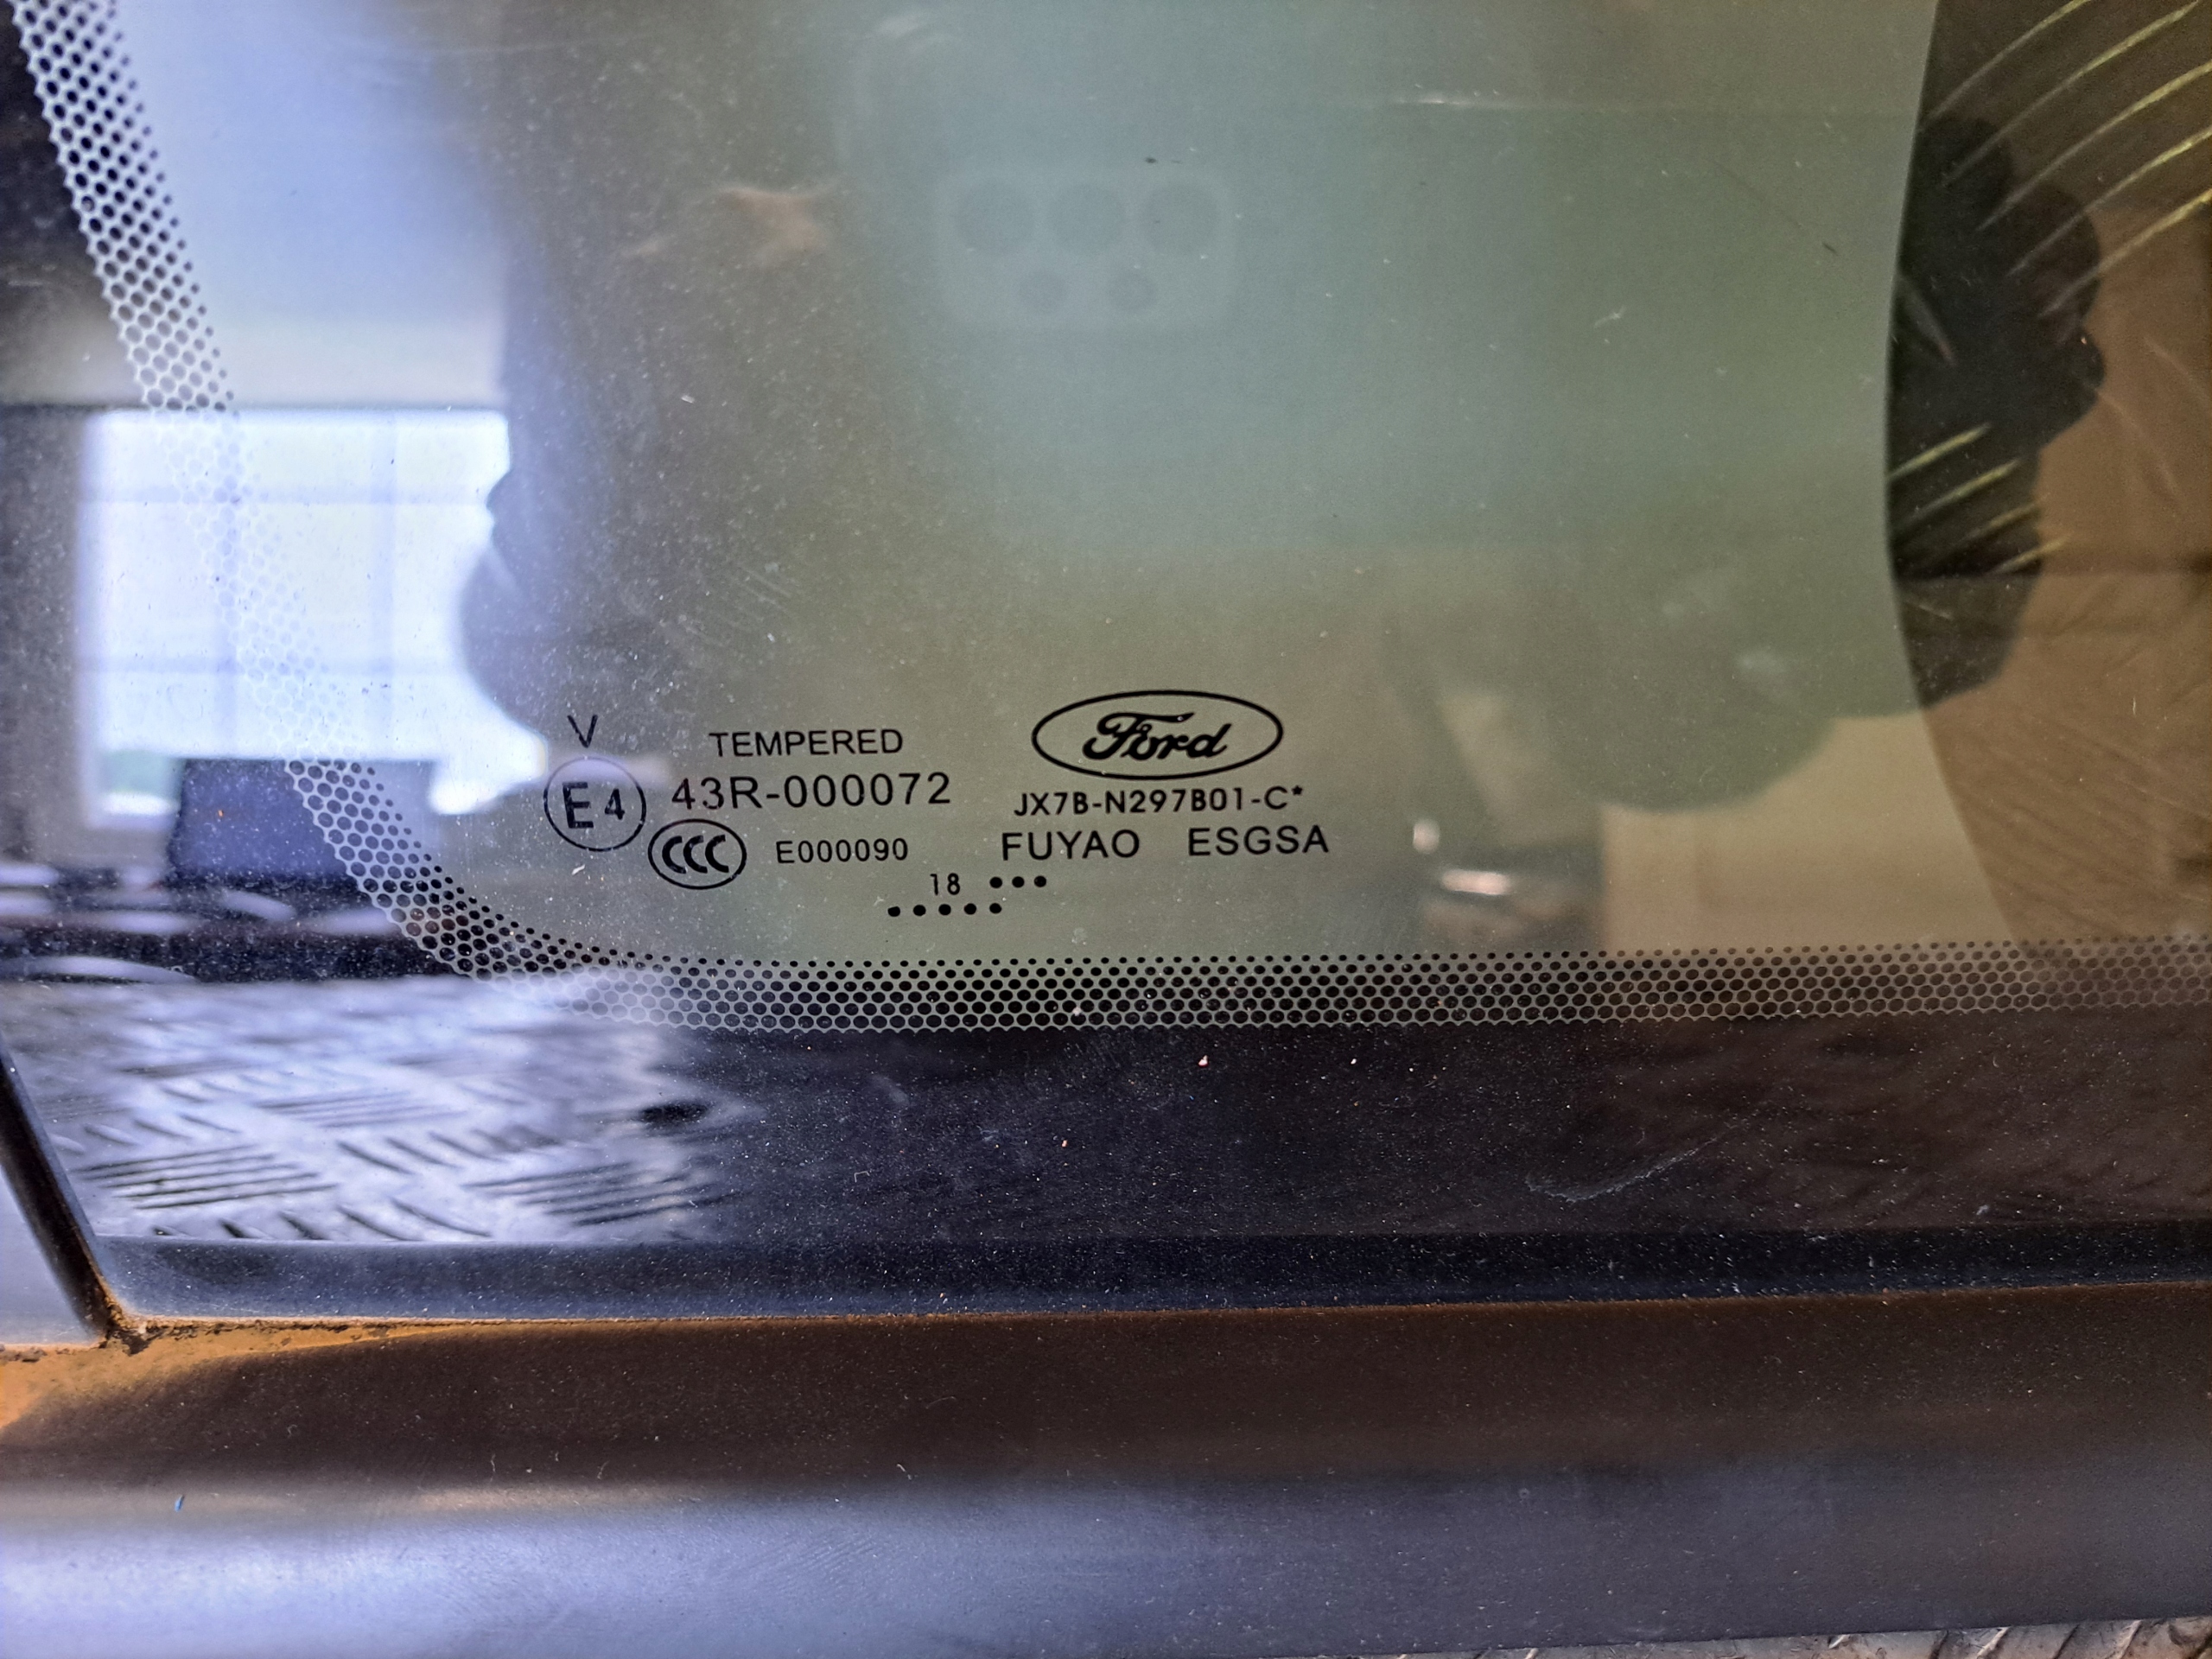 V
TEMPERED
Ford
E4
43R-000072
JX7B-N297B01-C*
CCC
E000090
FUYAO ESGSA
18 •••
•••••